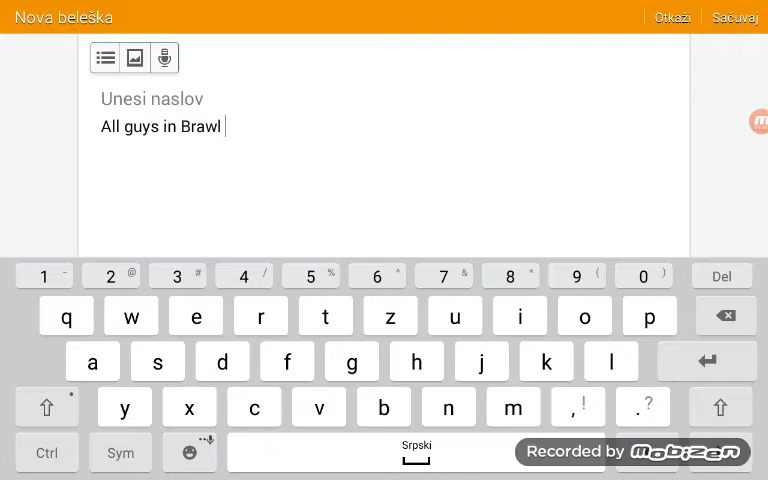 Nova beleška Otkaži Sačuvaj
Unesi naslov
All guys in Brawl
1 - 2 @ 3 # 4 / 5 % 6 ^ 7 & 8 * 9 ( 0 ) Del
q w e r t z u i o p
a s d f g h j k l
y x c v b n m , ! . ?
Ctrl Sym Srpski
Recorded by mobizen